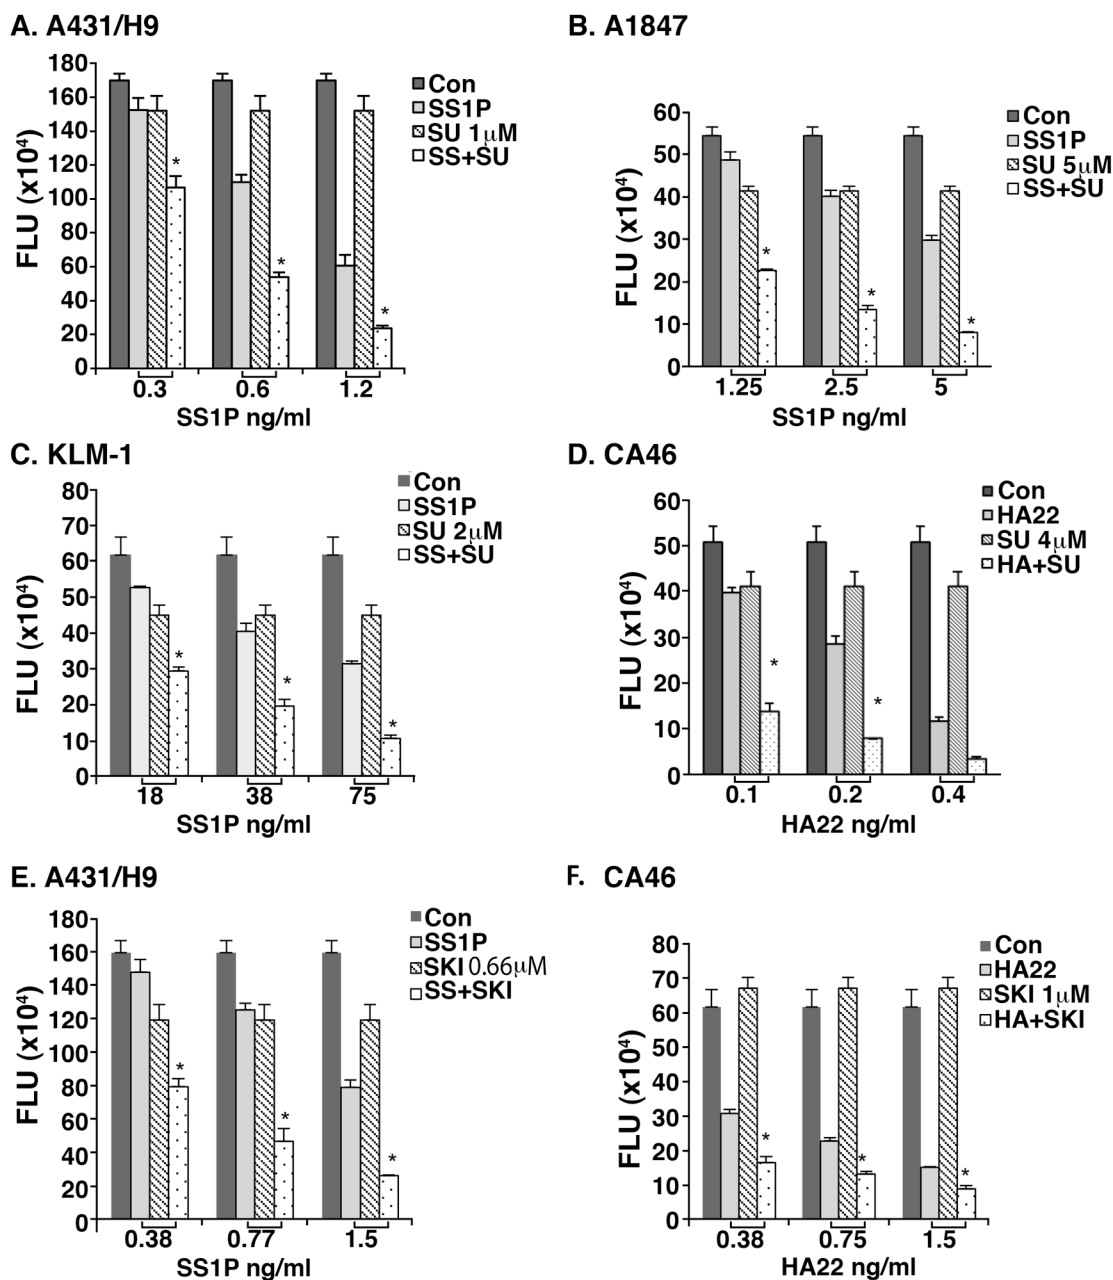 A. A431/H9
180
160
140
120
100
80
60
40
20
0
FLU (x10⁴)
*
*
*
Con
SS1P
SU 1μM
SS+SU
0.3 0.6 1.2
SS1P ng/ml
B. A1847
60
50
40
30
20
10
0
FLU (x10⁴)
*
*
*
Con
SS1P
SU 5μM
SS+SU
1.25 2.5 5
SS1P ng/ml
C. KLM-1
80
70
60
50
40
30
20
10
0
FLU (x10⁴)
*
*
*
Con
SS1P
SU 2μM
SS+SU
18 38 75
SS1P ng/ml
D. CA46
60
50
40
30
20
10
0
FLU (x10⁴)
*
*
Con
HA22
SU 4μM
HA+SU
0.1 0.2 0.4
HA22 ng/ml
E. A431/H9
180
160
140
120
100
80
60
40
20
0
FLU (x10⁴)
*
*
*
Con
SS1P
SKI 0.66μM
SS+SKI
0.38 0.77 1.5
SS1P ng/ml
F. CA46
80
70
60
50
40
30
20
10
0
FLU (x10⁴)
*
*
*
Con
HA22
SKI 1μM
HA+SKI
0.38 0.75 1.5
HA22 ng/ml